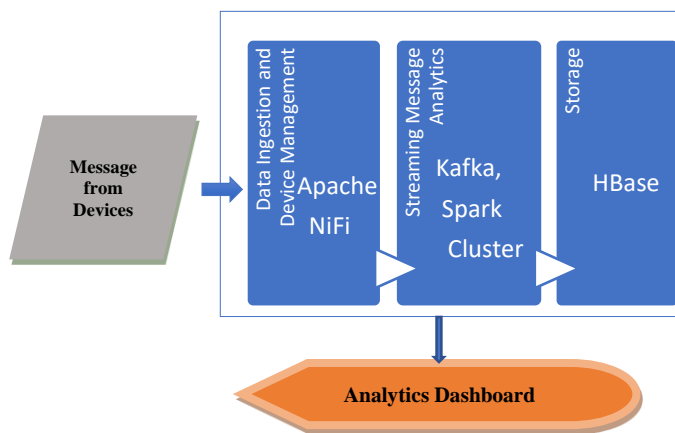 Message
from
Devices
Data Ingestion and
Device Management
Apache
NiFi
Streaming Message
Analytics
Kafka,
Spark
Cluster
Storage
HBase
Analytics Dashboard